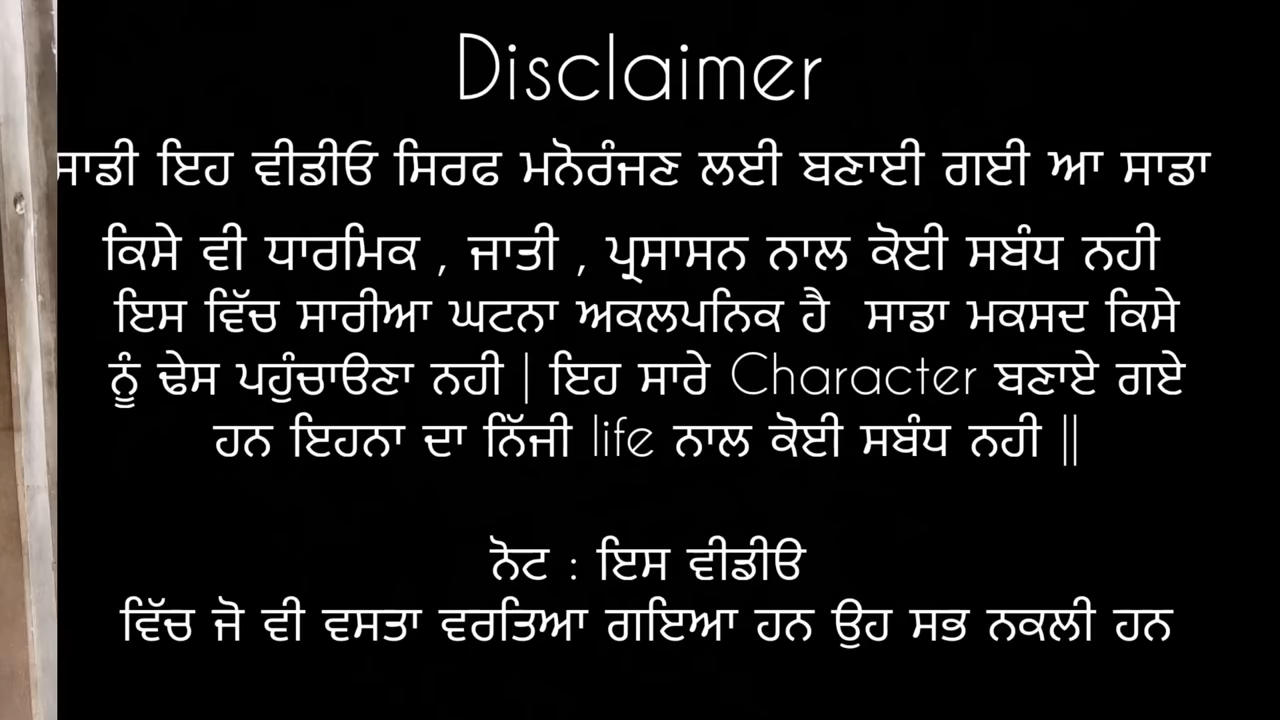 Disclaimer
ਸਾਡੀ ਇਹ ਵੀਡੀਓ ਸਿਰਫ ਮਨੋਰੰਜਣ ਲਈ ਬਣਾਈ ਗਈ ਆ ਸਾਡਾ
ਕਿਸੇ ਵੀ ਧਾਰਮਿਕ , ਜਾਤੀ , ਪ੍ਰਸਾਸਨ ਨਾਲ ਕੋਈ ਸਬੰਧ ਨਹੀ
ਇਸ ਵਿੱਚ ਸਾਰੀਆ ਘਟਨਾ ਅਕਲਪਨਿਕ ਹੈ ਸਾਡਾ ਮਕਸਦ ਕਿਸੇ
ਨੂੰ ਢੇਸ ਪਹੁੰਚਾੳਣਾ ਨਹੀ | ਇਹ ਸਾਰੇ Character ਬਣਾਏ ਗਏ
ਹਨ ਇਹਨਾ ਦਾ ਨਿੱਜੀ life ਨਾਲ ਕੋਈ ਸਬੰਧ ਨਹੀ ||
ਨੋਟ : ਇਸ ਵੀਡੀੳ
ਵਿੱਚ ਜੋ ਵੀ ਵਸਤਾ ਵਰਤਿਆ ਗਇਆ ਹਨ ਉਹ ਸਭ ਨਕਲੀ ਹਨ